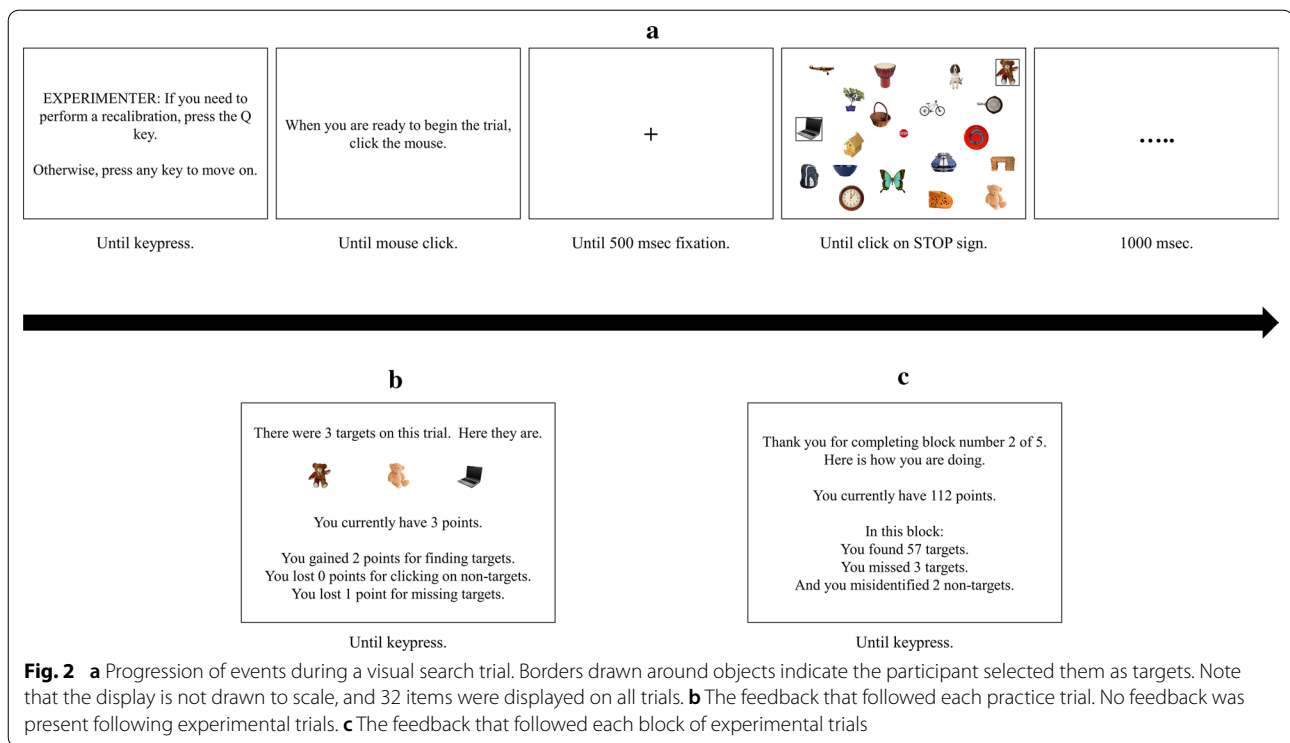 a
EXPERIMENTER: If you need to
perform a recalibration, press the Q
key.
Otherwise, press any key to move on.
When you are ready to begin the trial,
click the mouse.
+
STOP
.....
Until keypress.
Until mouse click.
Until 500 msec fixation.
Until click on STOP sign.
1000 msec.
b
There were 3 targets on this trial. Here they are.
You currently have 3 points.
You gained 2 points for finding targets.
You lost 0 points for clicking on non-targets.
You lost 1 point for missing targets.
Until keypress.
c
Thank you for completing block number 2 of 5.
Here is how you are doing.
You currently have 112 points.
In this block:
You found 57 targets.
You missed 3 targets.
And you misidentified 2 non-targets.
Until keypress.
Fig. 2 a Progression of events during a visual search trial. Borders drawn around objects indicate the participant selected them as targets. Note
that the display is not drawn to scale, and 32 items were displayed on all trials. b The feedback that followed each practice trial. No feedback was
present following experimental trials. c The feedback that followed each block of experimental trials